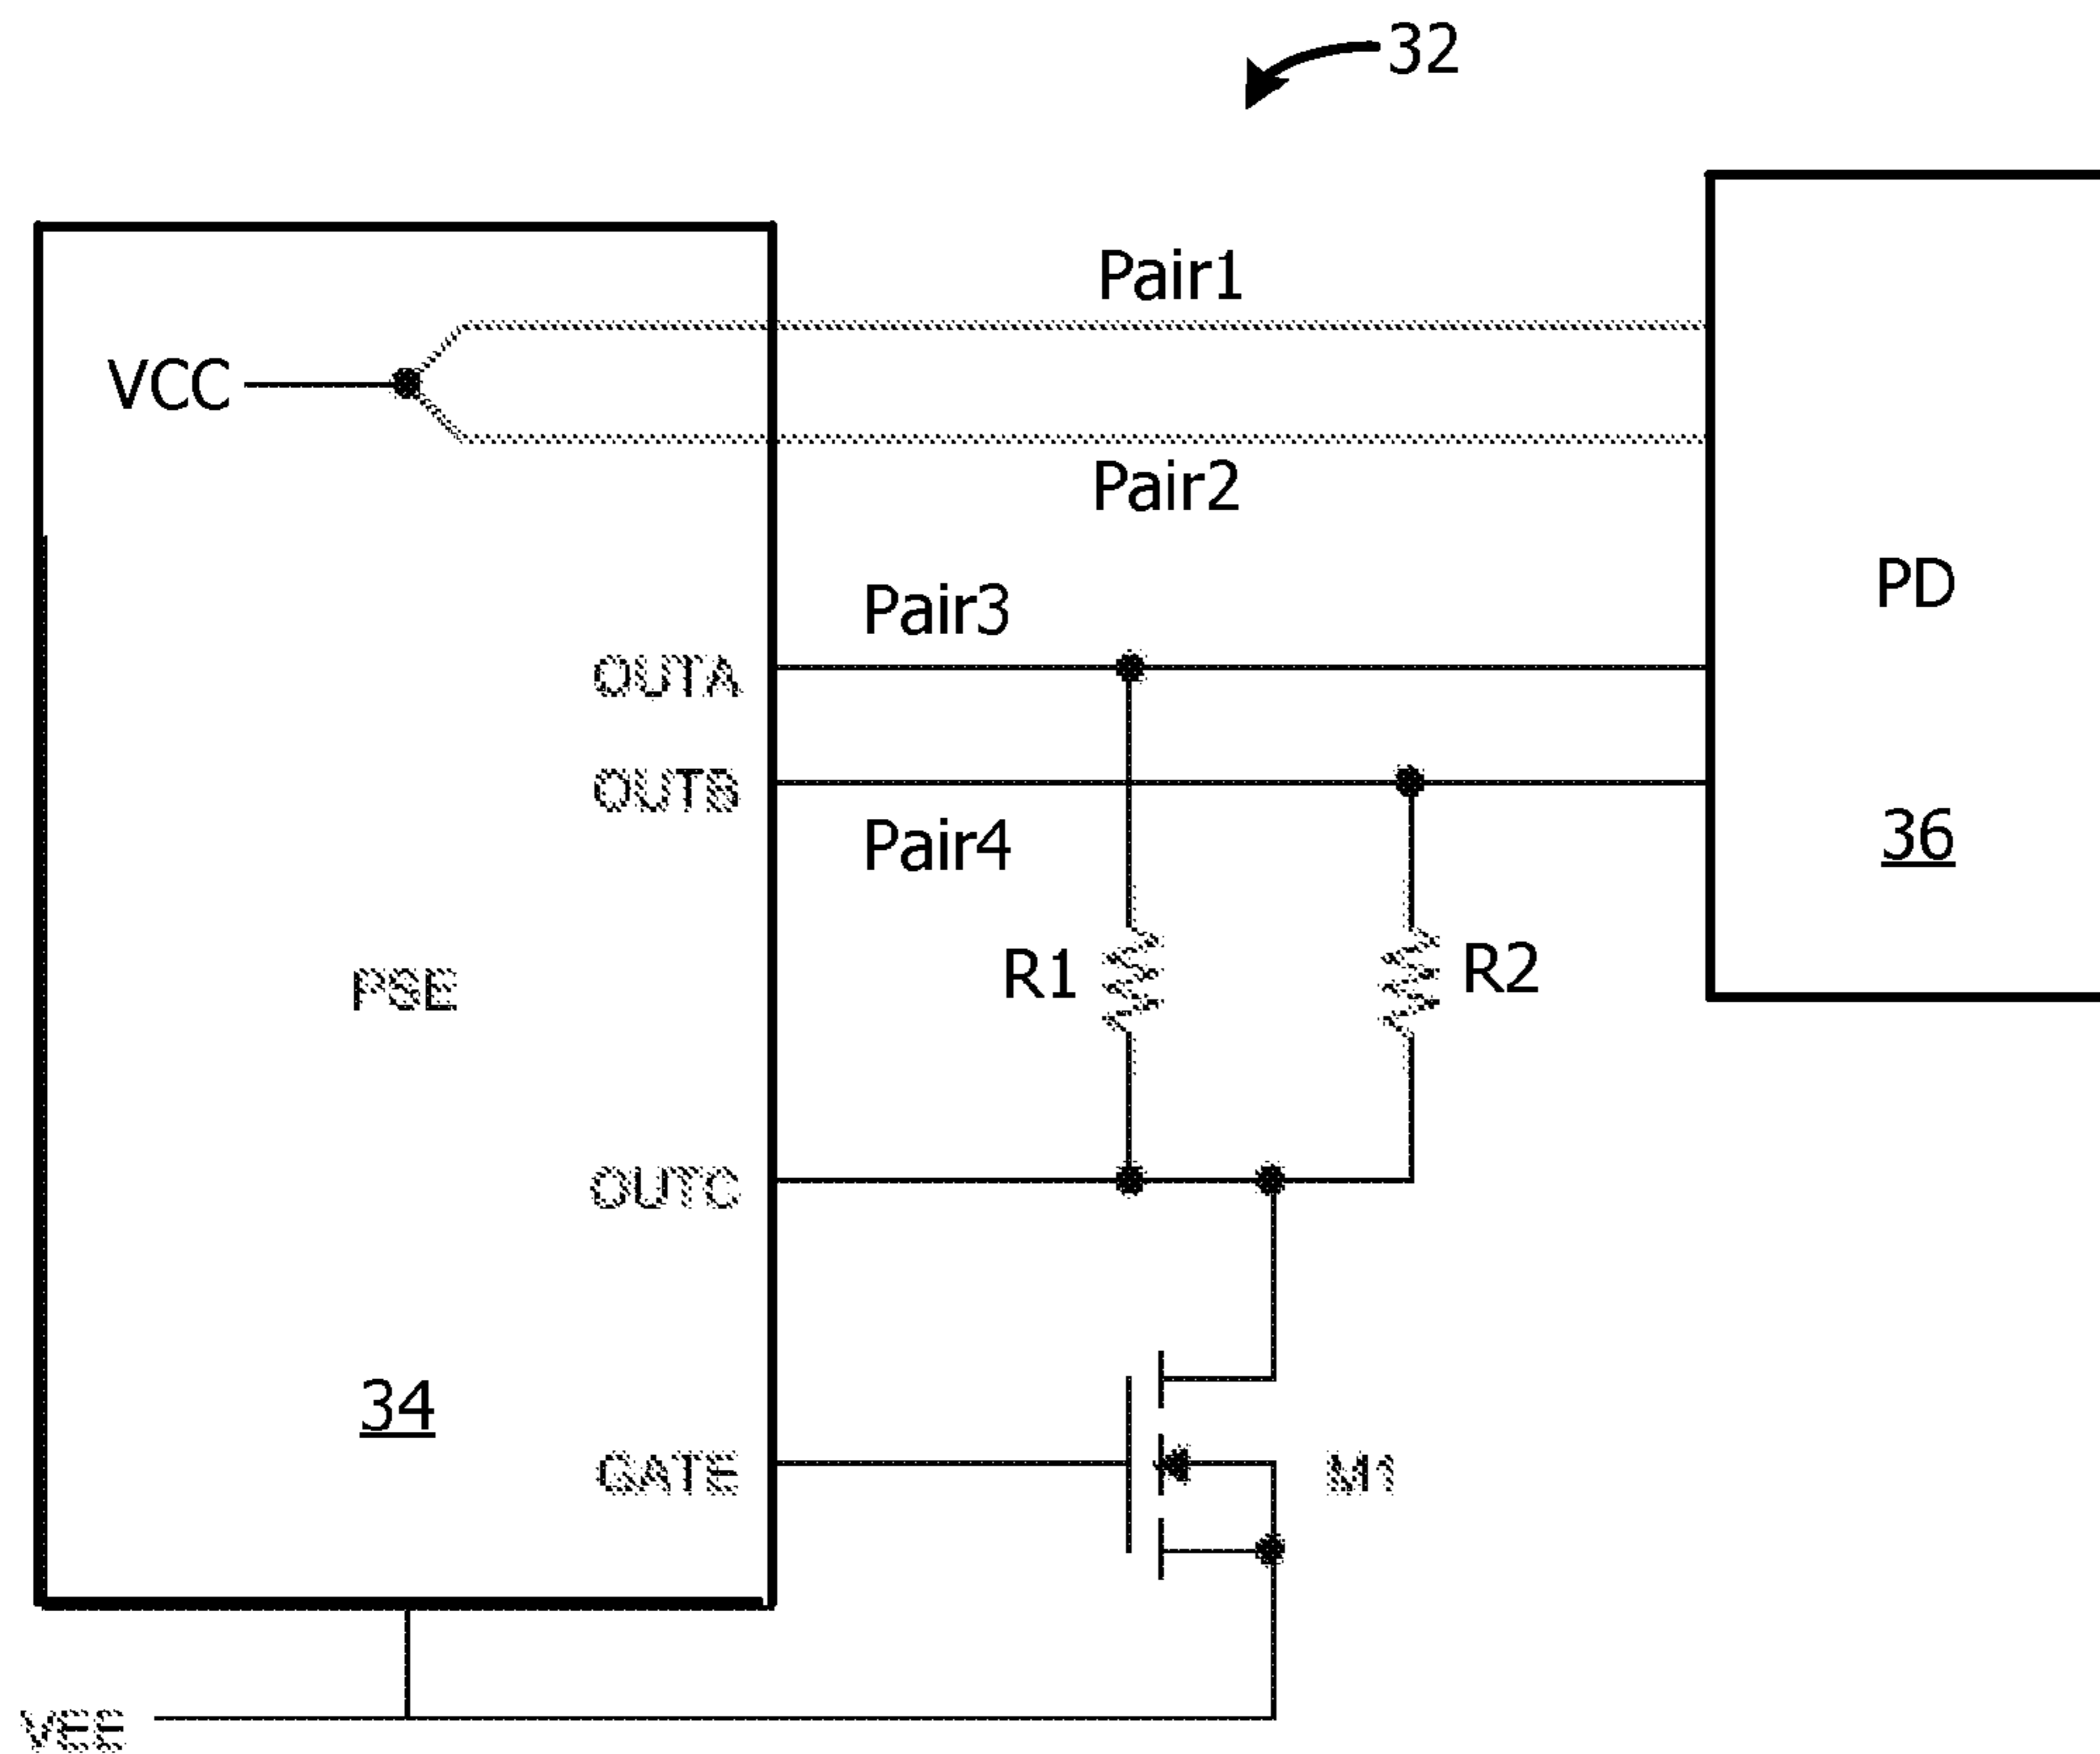 32
Pair1
VCC
Pair2
PD
Pair3
OUTA
OUTB
Pair4
36
R1
R2
PSE
OUTC
34
GATE
M1
VEE